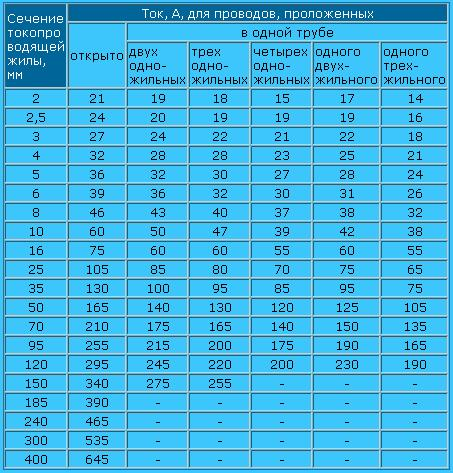 Сечение токопро водящей жилы, мм
Ток, А, для проводов, проложенных
открыто
в одной трубе
двух одно- жильных
трех одно- жильных
четырех одно- жильных
одного двух- жильного
одного трех- жильного
2 21 19 18 15 17 14
2,5 24 20 19 19 19 16
3 27 24 22 21 22 18
4 32 28 28 23 25 21
5 36 32 30 27 28 24
6 39 36 32 30 31 26
8 46 43 40 37 38 32
10 60 50 47 39 42 38
16 75 60 60 55 60 55
25 105 85 80 70 75 65
35 130 100 95 85 95 75
50 165 140 130 120 125 105
70 210 175 165 140 150 135
95 255 215 200 175 190 165
120 295 245 220 200 230 190
150 340 275 255 - - -
185 390 - - - - -
240 465 - - - - -
300 535 - - - - -
400 645 - - - - -